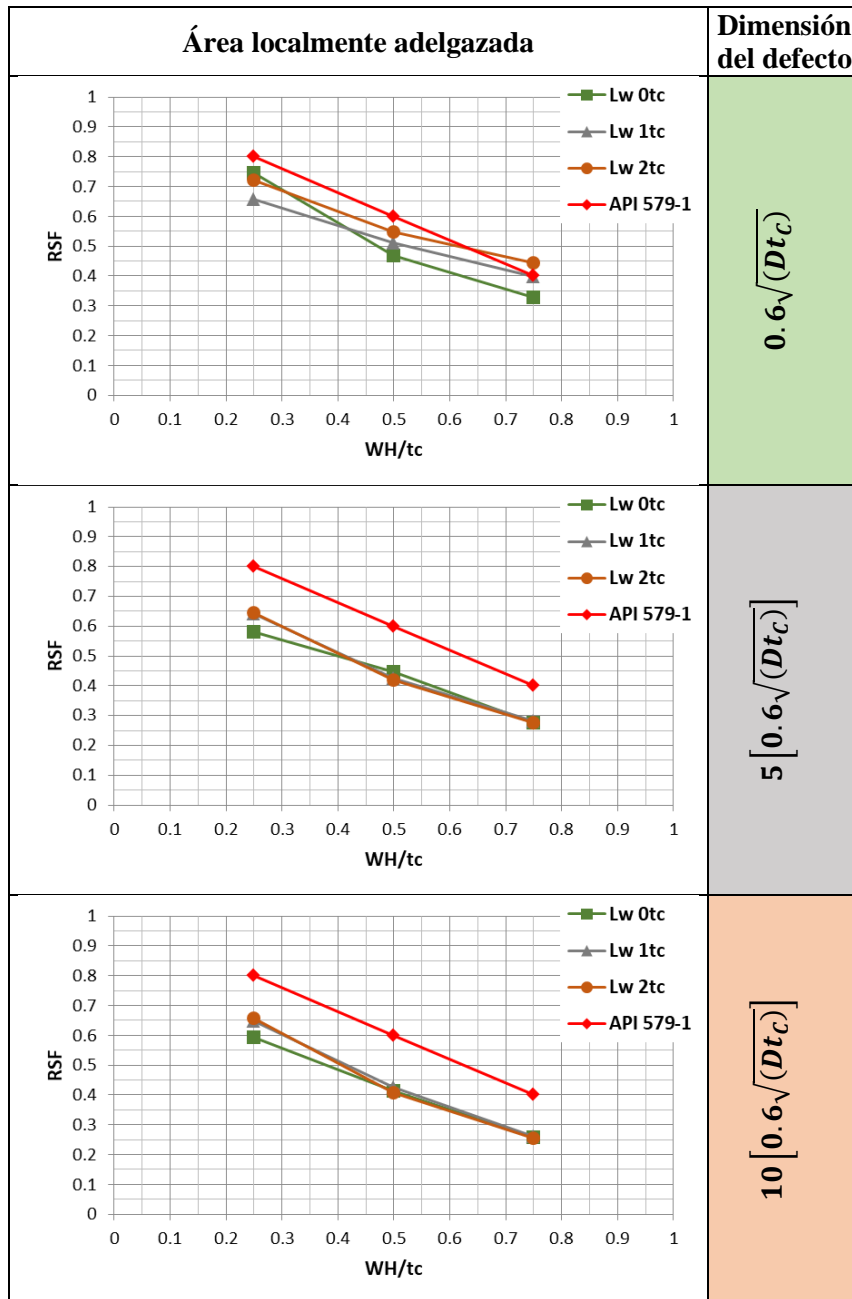 Área localmente adelgazada
Dimensión
del defecto
1
0.9
0.8
0.7
0.6
0.5
0.4
0.3
0.2
0.1
0
RSF
0 0.1 0.2 0.3 0.4 0.5 0.6 0.7 0.8 0.9 1
WH/tc
Lw 0tc
Lw 1tc
Lw 2tc
API 579-1
0.6√(Dt_C)
1
0.9
0.8
0.7
0.6
0.5
0.4
0.3
0.2
0.1
0
RSF
0 0.1 0.2 0.3 0.4 0.5 0.6 0.7 0.8 0.9 1
WH/tc
Lw 0tc
Lw 1tc
Lw 2tc
API 579-1
5[0.6√(Dt_C)]
1
0.9
0.8
0.7
0.6
0.5
0.4
0.3
0.2
0.1
0
RSF
0 0.1 0.2 0.3 0.4 0.5 0.6 0.7 0.8 0.9 1
WH/tc
Lw 0tc
Lw 1tc
Lw 2tc
API 579-1
10[0.6√(Dt_C)]